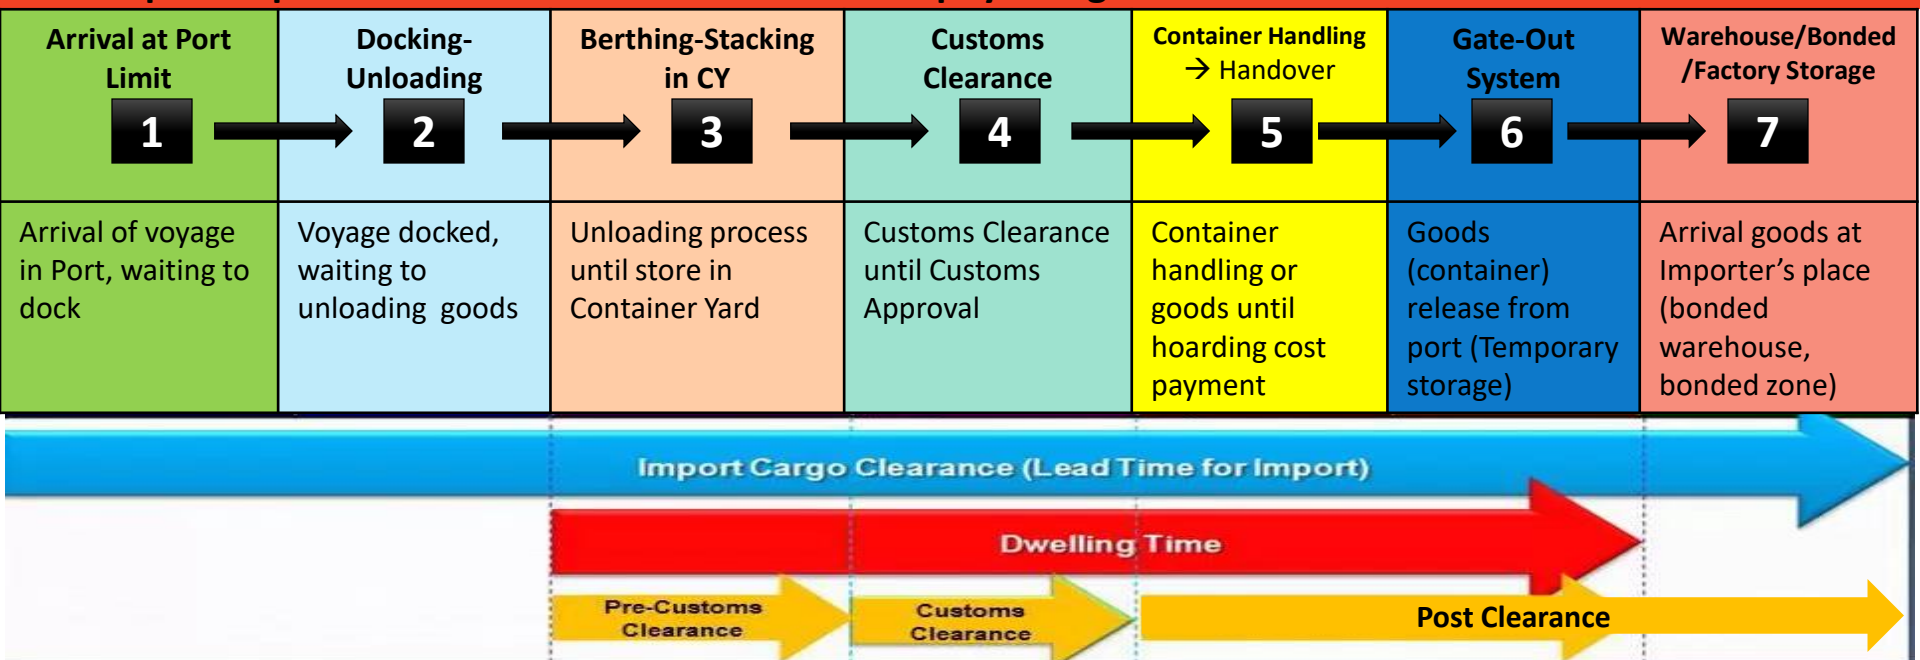 Arrival at Port
Limit
1
Docking-
Unloading
2
Berthing-Stacking
in CY
3
Customs
Clearance
4
Container Handling
→ Handover
5
Gate-Out
System
6
Warehouse/Bonded
/Factory Storage
7
Arrival of voyage
in Port, waiting to
dock
Voyage docked,
waiting to
unloading goods
Unloading process
until store in
Container Yard
Customs Clearance
until Customs
Approval
Container
handling or
goods until
hoarding cost
payment
Goods
(container)
release from
port (Temporary
storage)
Arrival goods at
Importer's place
(bonded
warehouse,
bonded zone)
Import Cargo Clearance (Lead Time for Import)
Dwelling Time
Pre-Customs
Clearance
Customs
Clearance
Post Clearance